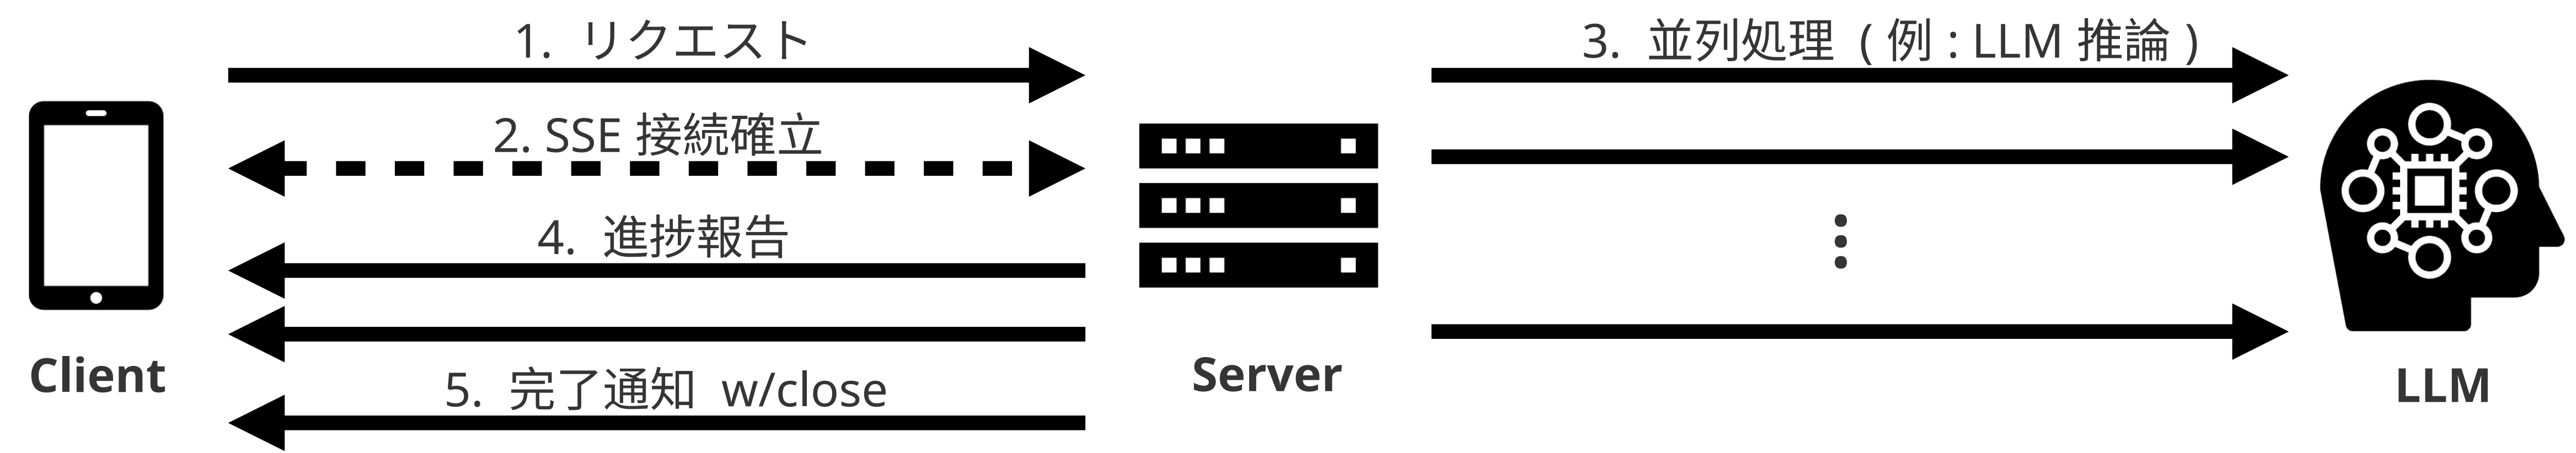 1. リクエスト
2. SSE 接続確立
4. 進捗報告
5. 完了通知 w/close
3. 並列処理 ( 例 : LLM 推論 )
Client
Server
LLM